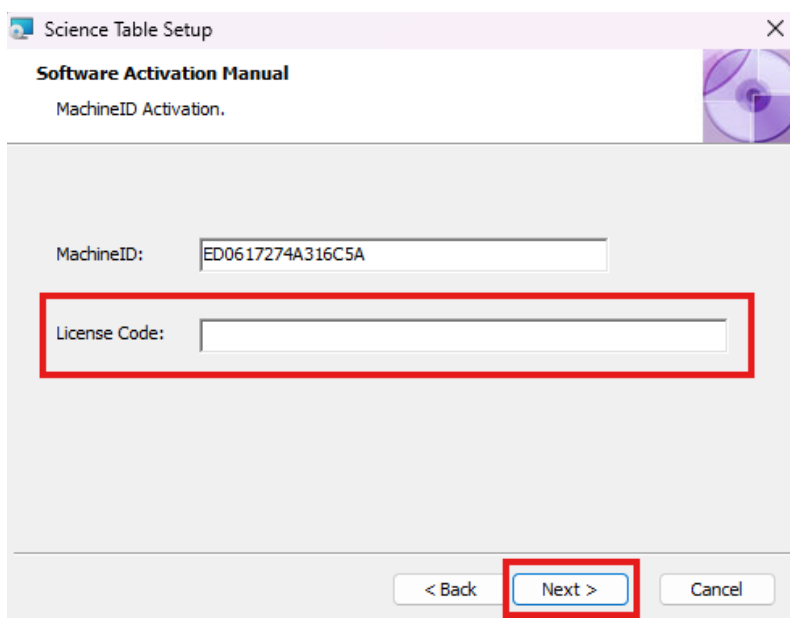 Science Table Setup
Software Activation Manual
MachineID Activation.
MachineID: ED0617274A316C5A
License Code:
< Back Next > Cancel